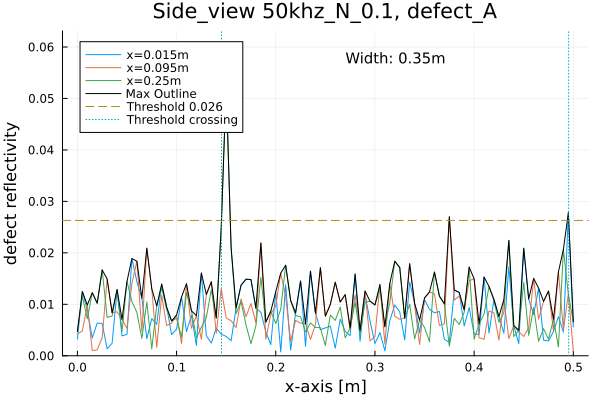 Side_view 50khz_N_0.1, defect_A
0.06
0.05
0.04
0.03
0.02
0.01
0.00
defect reflectivity
x=0.015m
x=0.095m
x=0.25m
Max Outline
Threshold 0.026
Threshold crossing
Width: 0.35m
0.0 0.1 0.2 0.3 0.4 0.5
x-axis [m]